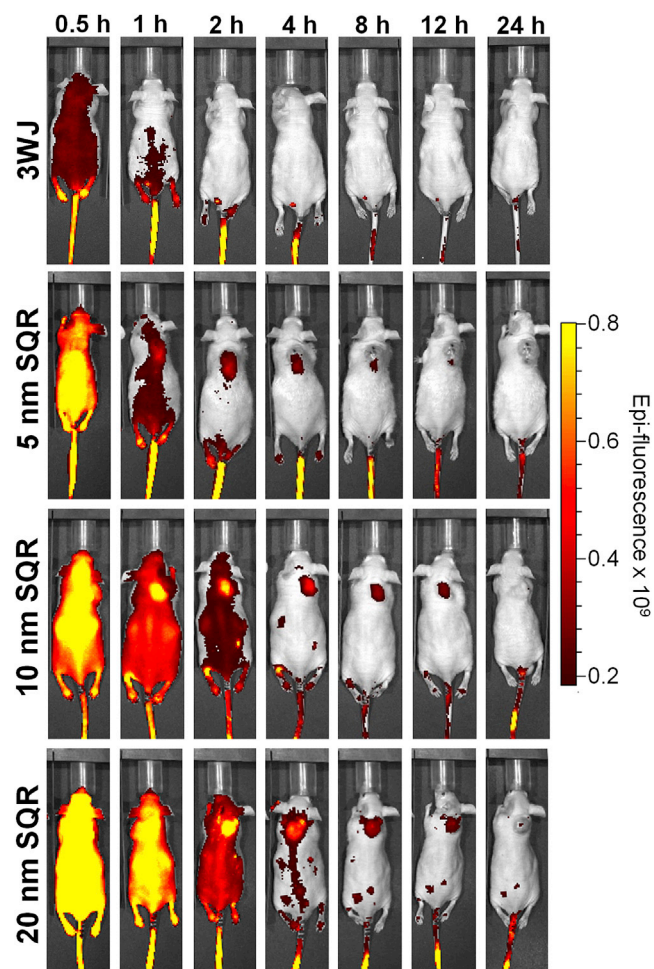 0.5 h 1 h 2 h 4 h 8 h 12 h 24 h
3WJ
5 nm SQR
10 nm SQR
20 nm SQR
0.8
0.6
0.4
0.2
Epi-fluorescence x 10⁹